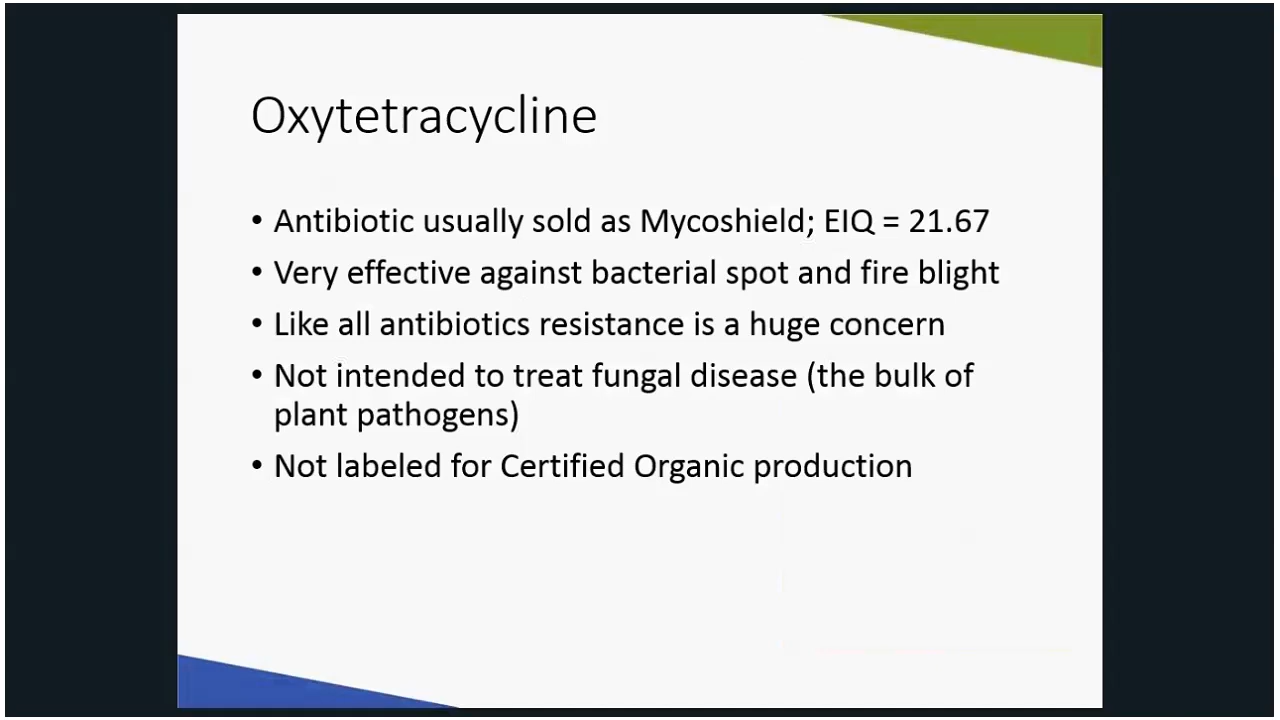 Oxytetracycline
• Antibiotic usually sold as Mycoshield; EIQ = 21.67
• Very effective against bacterial spot and fire blight
• Like all antibiotics resistance is a huge concern
• Not intended to treat fungal disease (the bulk of
plant pathogens)
• Not labeled for Certified Organic production